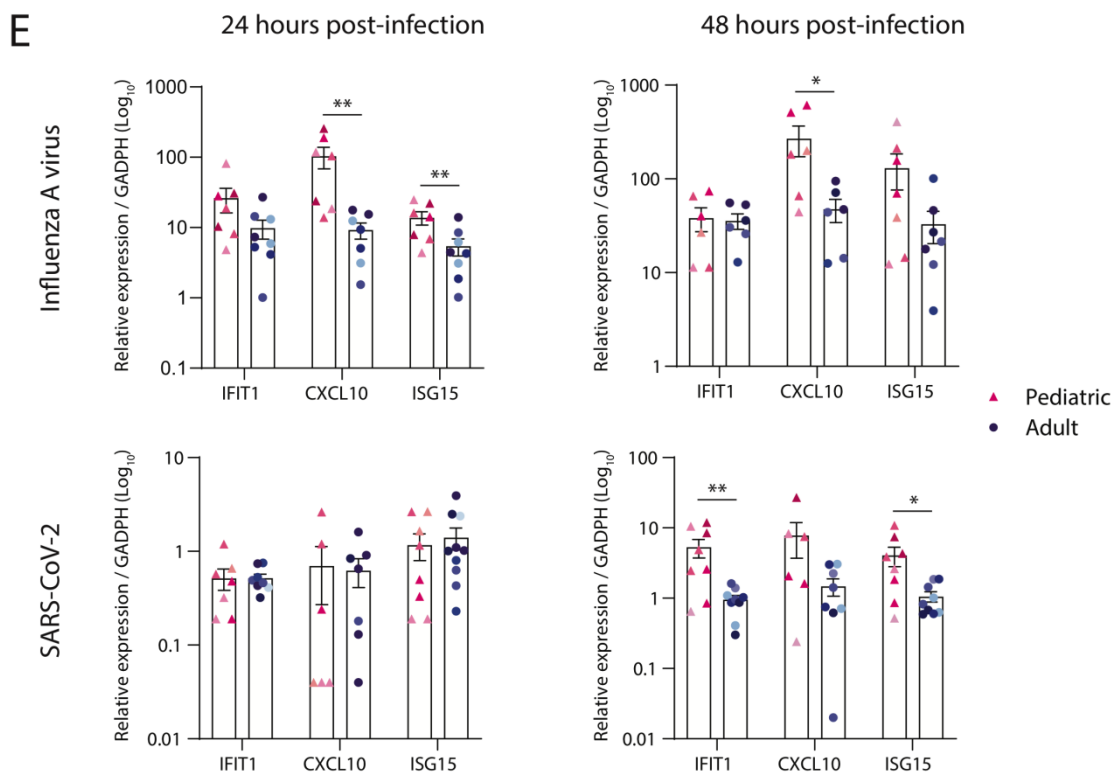 E
24 hours post-infection
48 hours post-infection
Influenza A virus
Relative expression / GADPH (Log10)
1000
100
10
1
0.1
**
**
IFIT1 CXCL10 ISG15
Relative expression / GADPH (Log10)
1000
100
10
1
*
IFIT1 CXCL10 ISG15
Pediatric
Adult
SARS-CoV-2
Relative expression / GADPH (Log10)
10
1
0.1
0.01
IFIT1 CXCL10 ISG15
Relative expression / GADPH (Log10)
100
10
1
0.1
0.01
**
*
IFIT1 CXCL10 ISG15